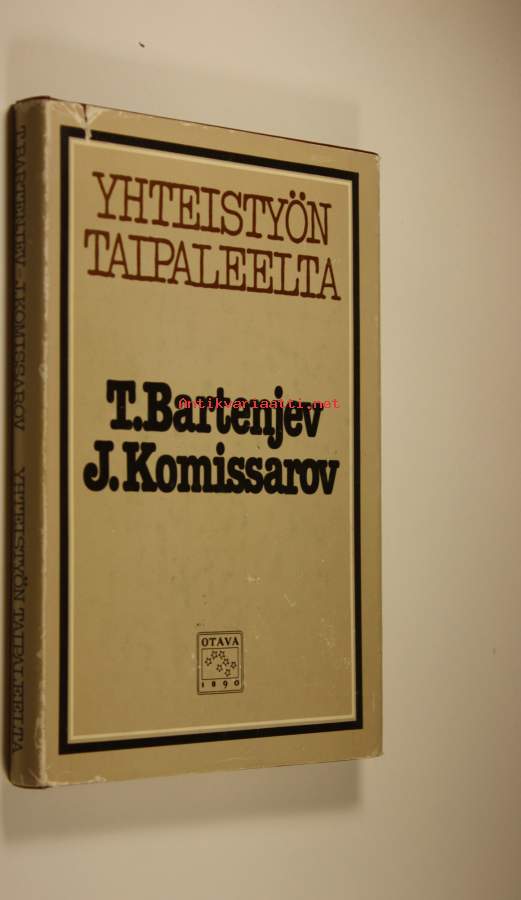 YHTEISTYÖN
TAIPALEELTA
T.Bartenjev
J.Komissarov
Antikvariaatti.net
OTAVA
1890
T.BARTENJEV - J.KOMISSAROV YHTEISTYÖN TAIPALEELTA